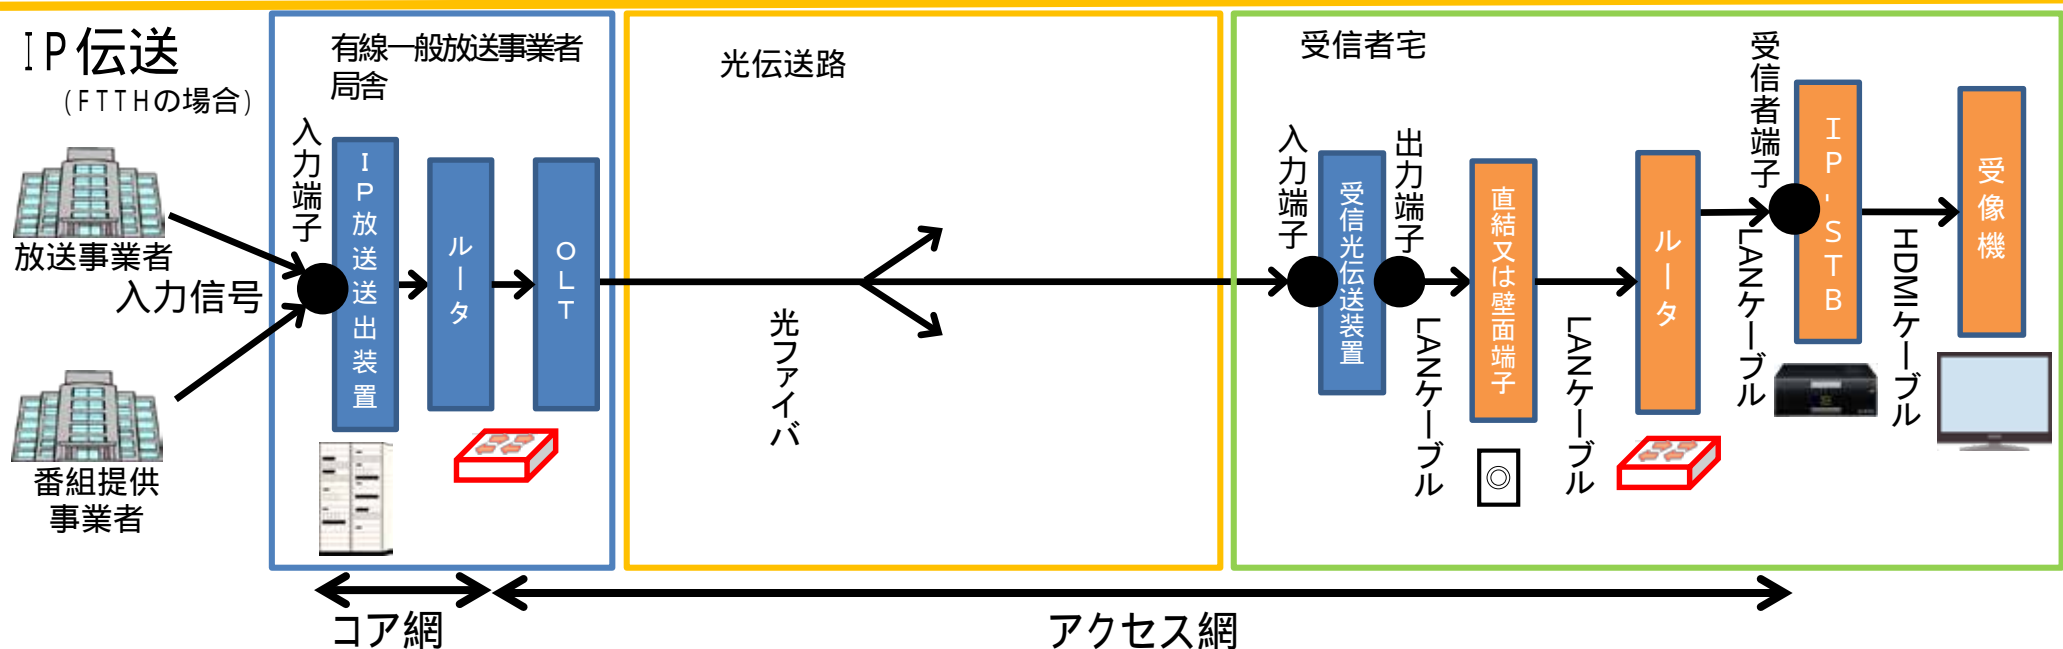 IP伝送
(FTTHの場合)
放送事業者
入力信号
番組提供
事業者
有線一般放送事業者
局舎
入力端子
IP放送送出装置
ルータ
OLT
光伝送路
光ファイバ
受信者宅
入力端子
受信光伝送装置
出力端子
LANケーブル
直結又は壁面端子
LANケーブル
ルータ
LANケーブル
受信者端子
IP'STB
HDMIケーブル
受像機
コア網
アクセス網